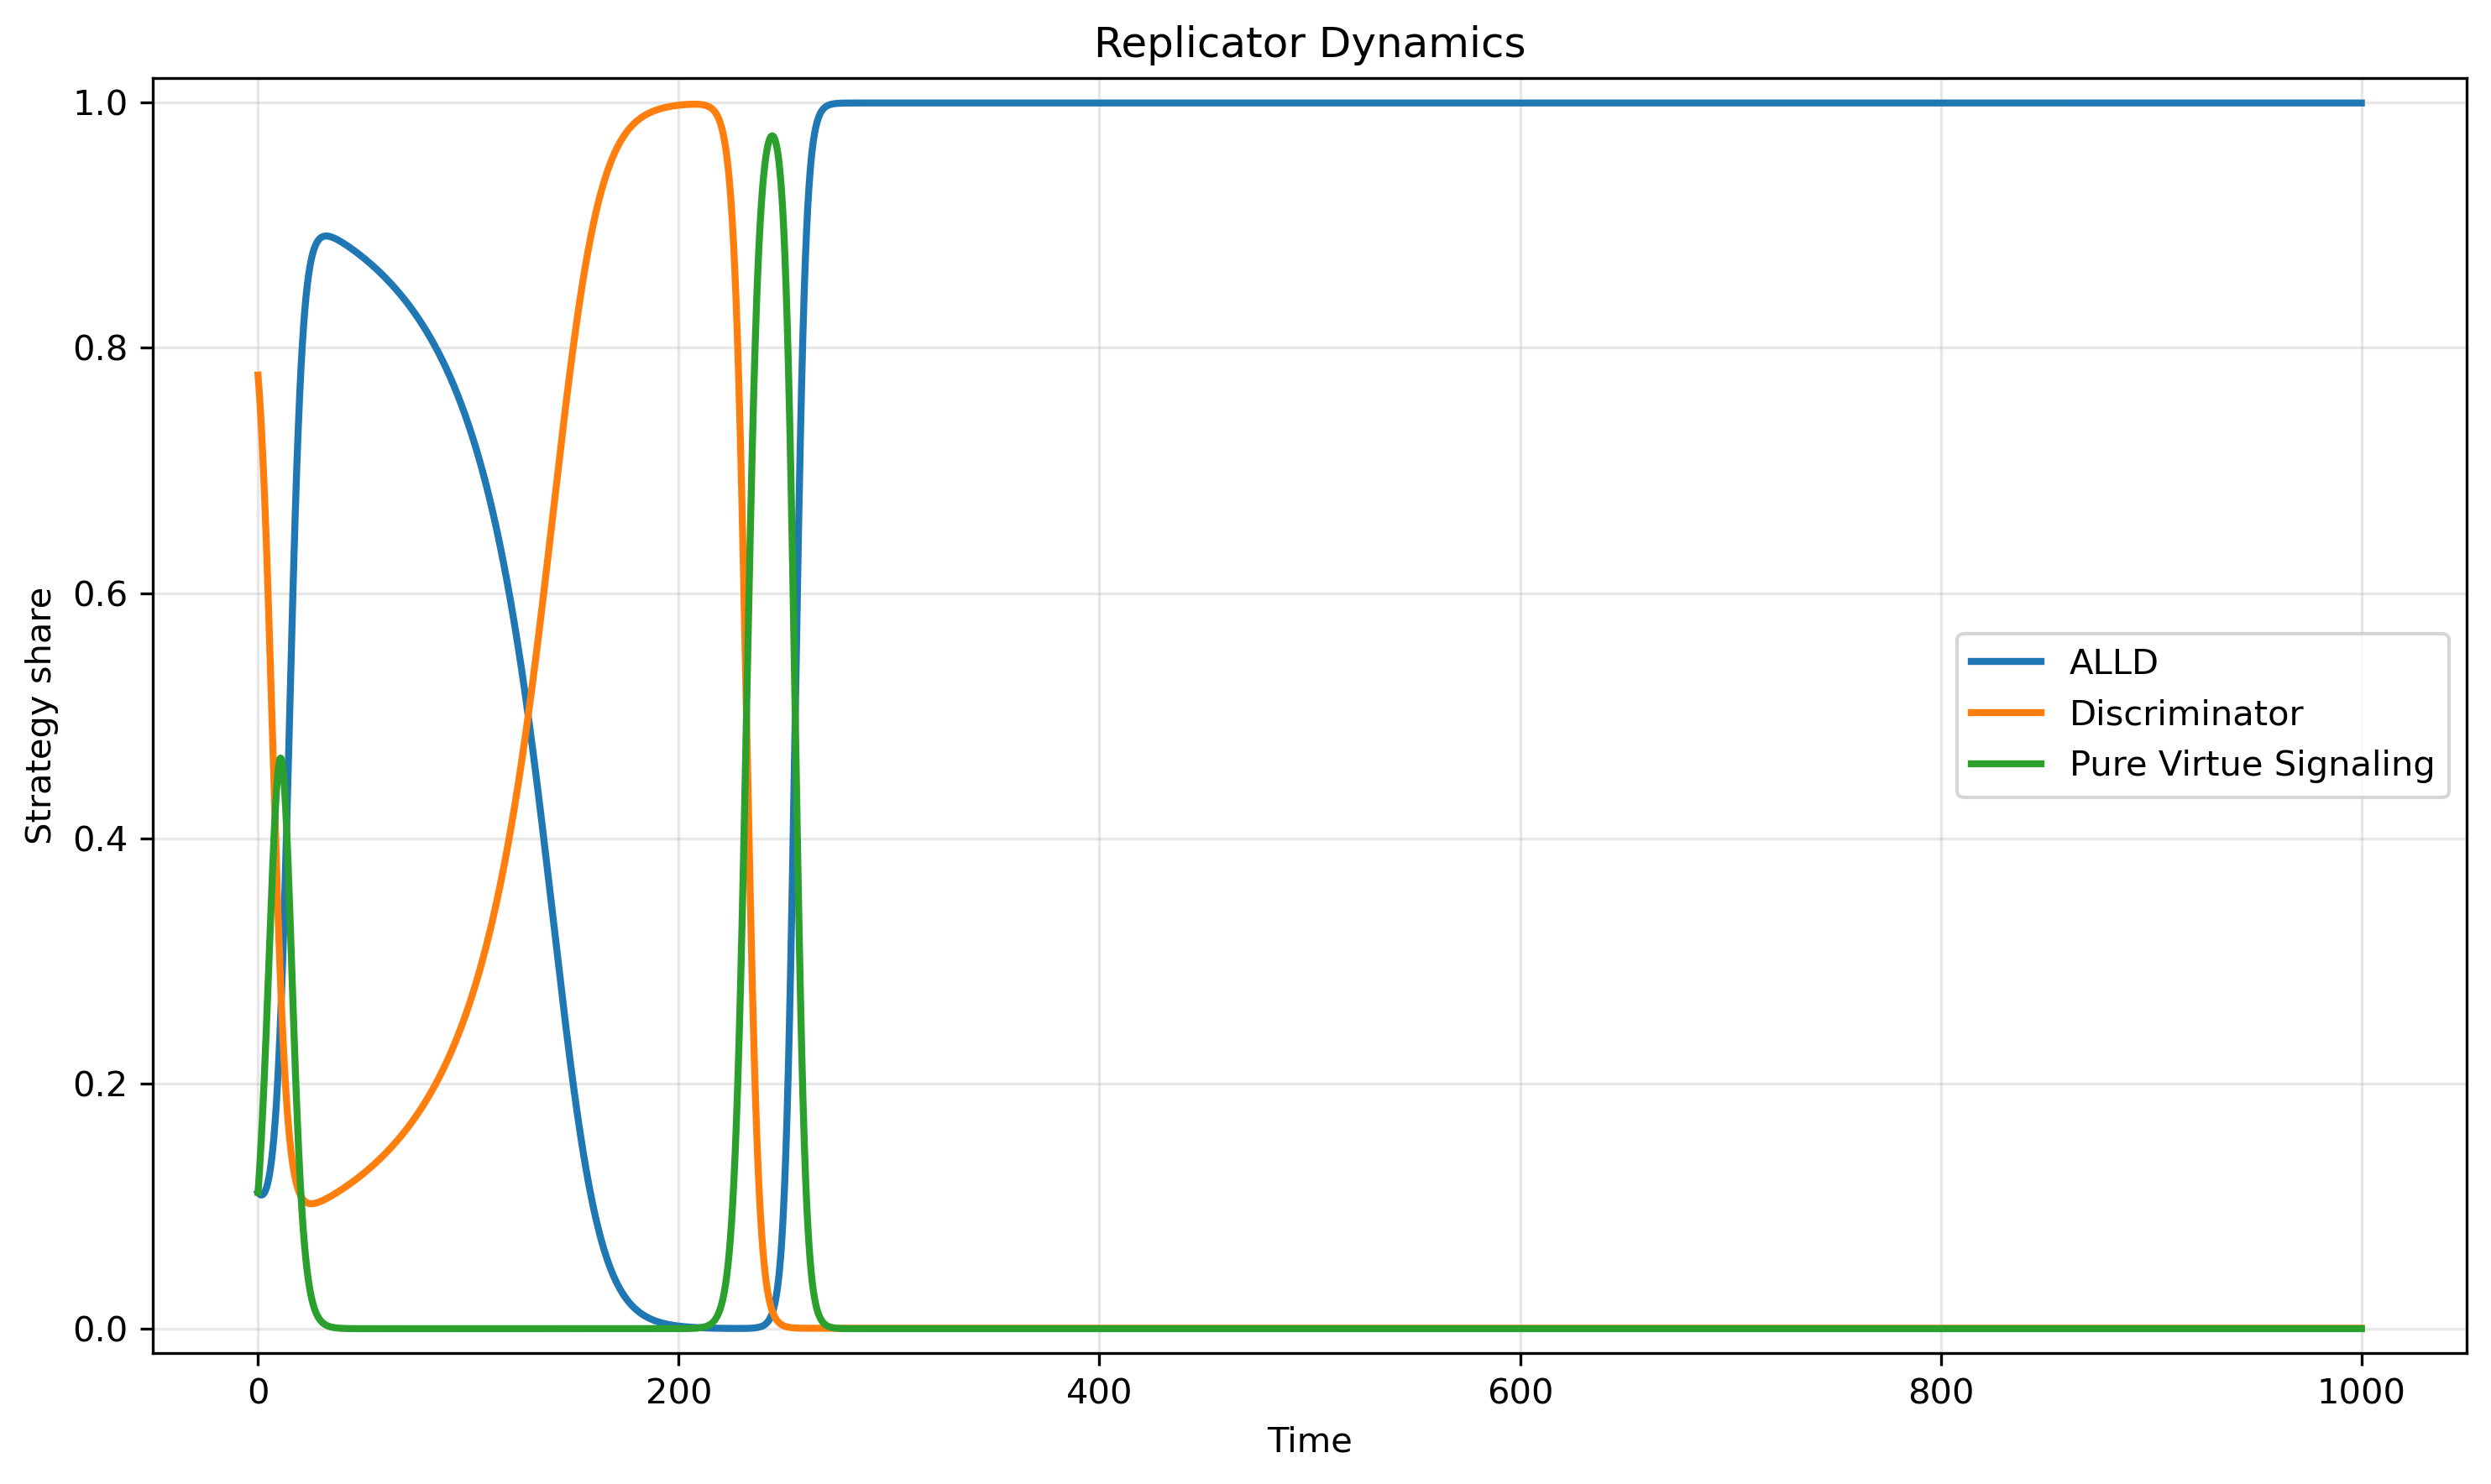 Replicator Dynamics
1.0
0.8
0.6
0.4
0.2
0.0
Strategy share
ALLD
Discriminator
Pure Virtue Signaling
0 200 400 600 800 1000
Time